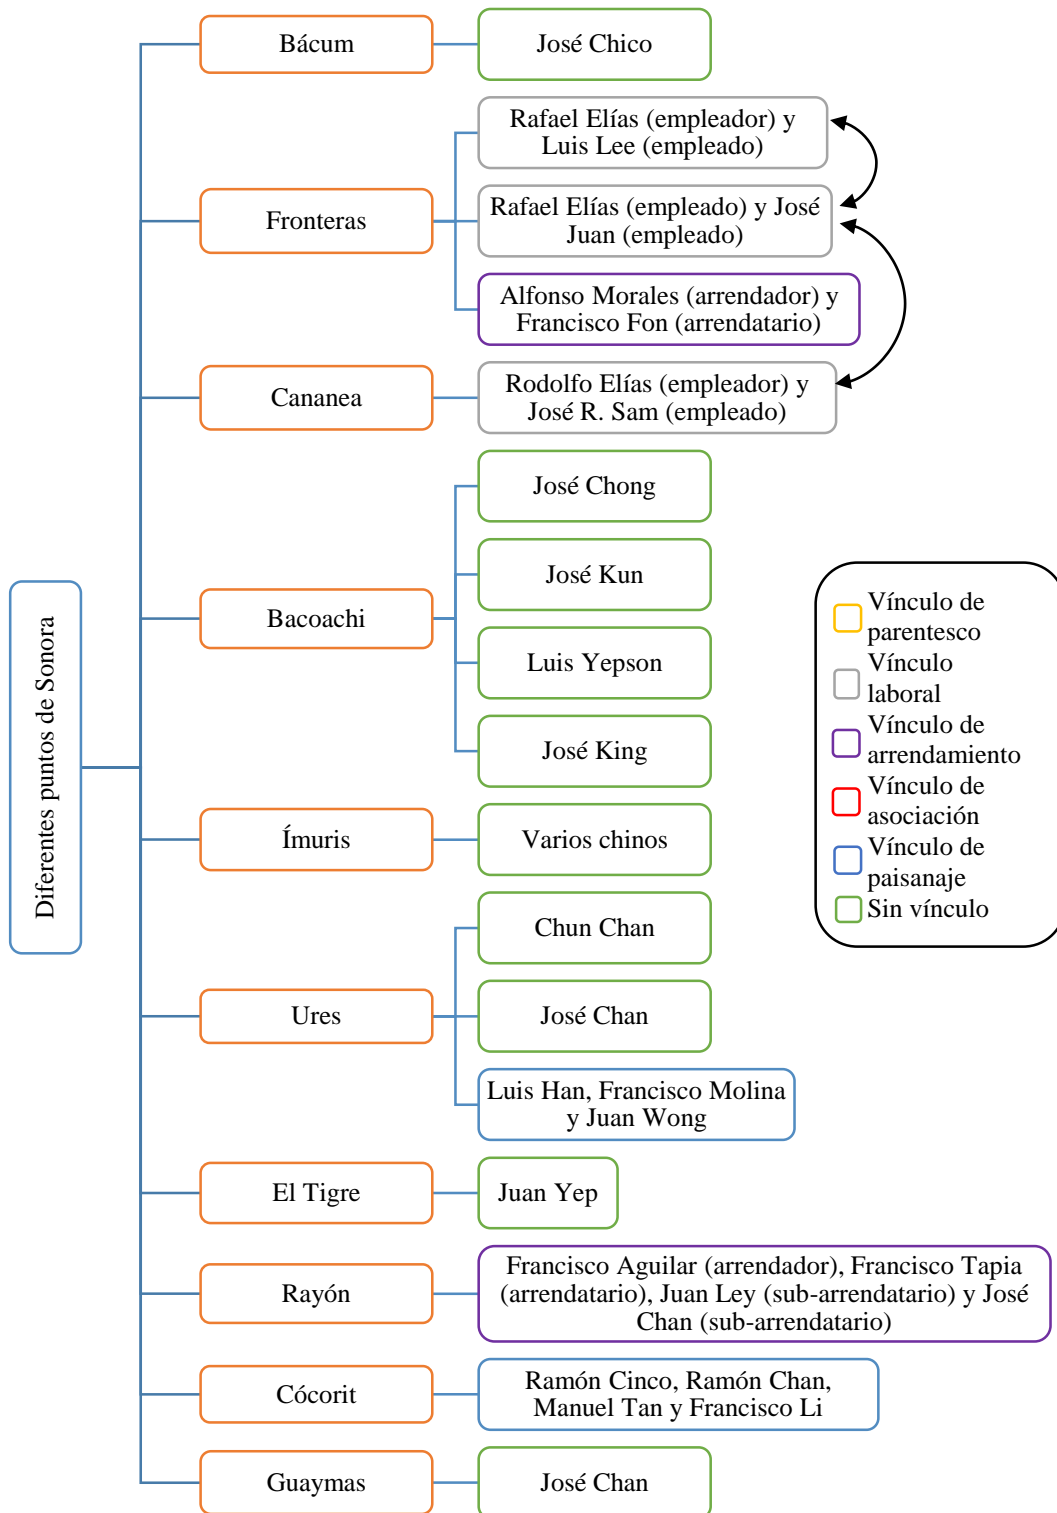 Diferentes puntos de Sonora
Bácum
José Chico
Fronteras
Rafael Elías (empleador) y
Luis Lee (empleado)
Rafael Elías (empleado) y José
Juan (empleado)
Alfonso Morales (arrendador) y
Francisco Fon (arrendatario)
Cananea
Rodolfo Elías (empleador) y
José R. Sam (empleado)
Bacoachi
José Chong
José Kun
Luis Yepson
José King
Ímuris
Varios chinos
Ures
Chun Chan
José Chan
Luis Han, Francisco Molina
y Juan Wong
El Tigre
Juan Yep
Rayón
Francisco Aguilar (arrendador), Francisco Tapia
(arrendatario), Juan Ley (sub-arrendatario) y José
Chan (sub-arrendatario)
Cócorit
Ramón Cinco, Ramón Chan,
Manuel Tan y Francisco Li
Guaymas
José Chan
Vínculo de
parentesco
Vínculo
laboral
Vínculo de
arrendamiento
Vínculo de
asociación
Vínculo de
paisanaje
Sin vínculo